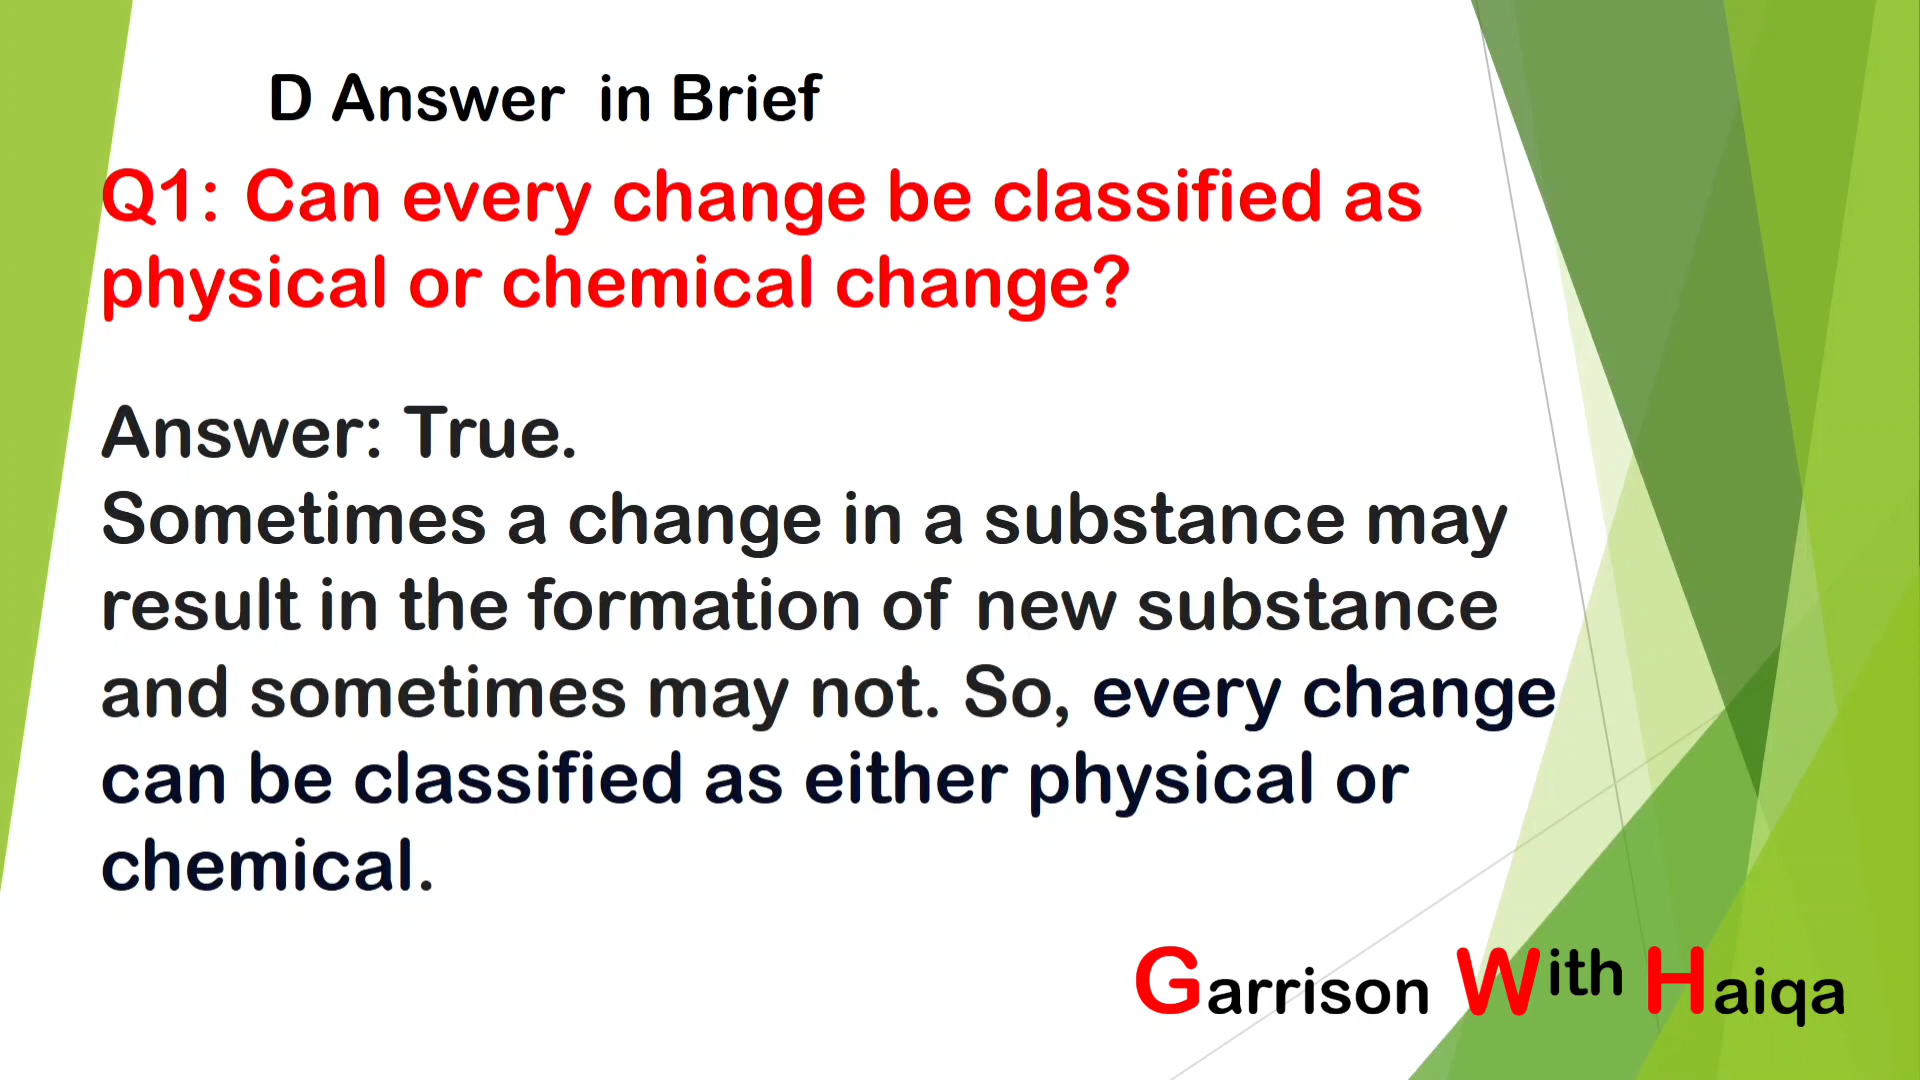 D Answer  in Brief
Q1: Can every change be classified as
physical or chemical change?
Answer: True.
Sometimes a change in a substance may
result in the formation of new substance
and sometimes may not. So, every change
can be classified as either physical or
chemical.
Garrison With Haiqa